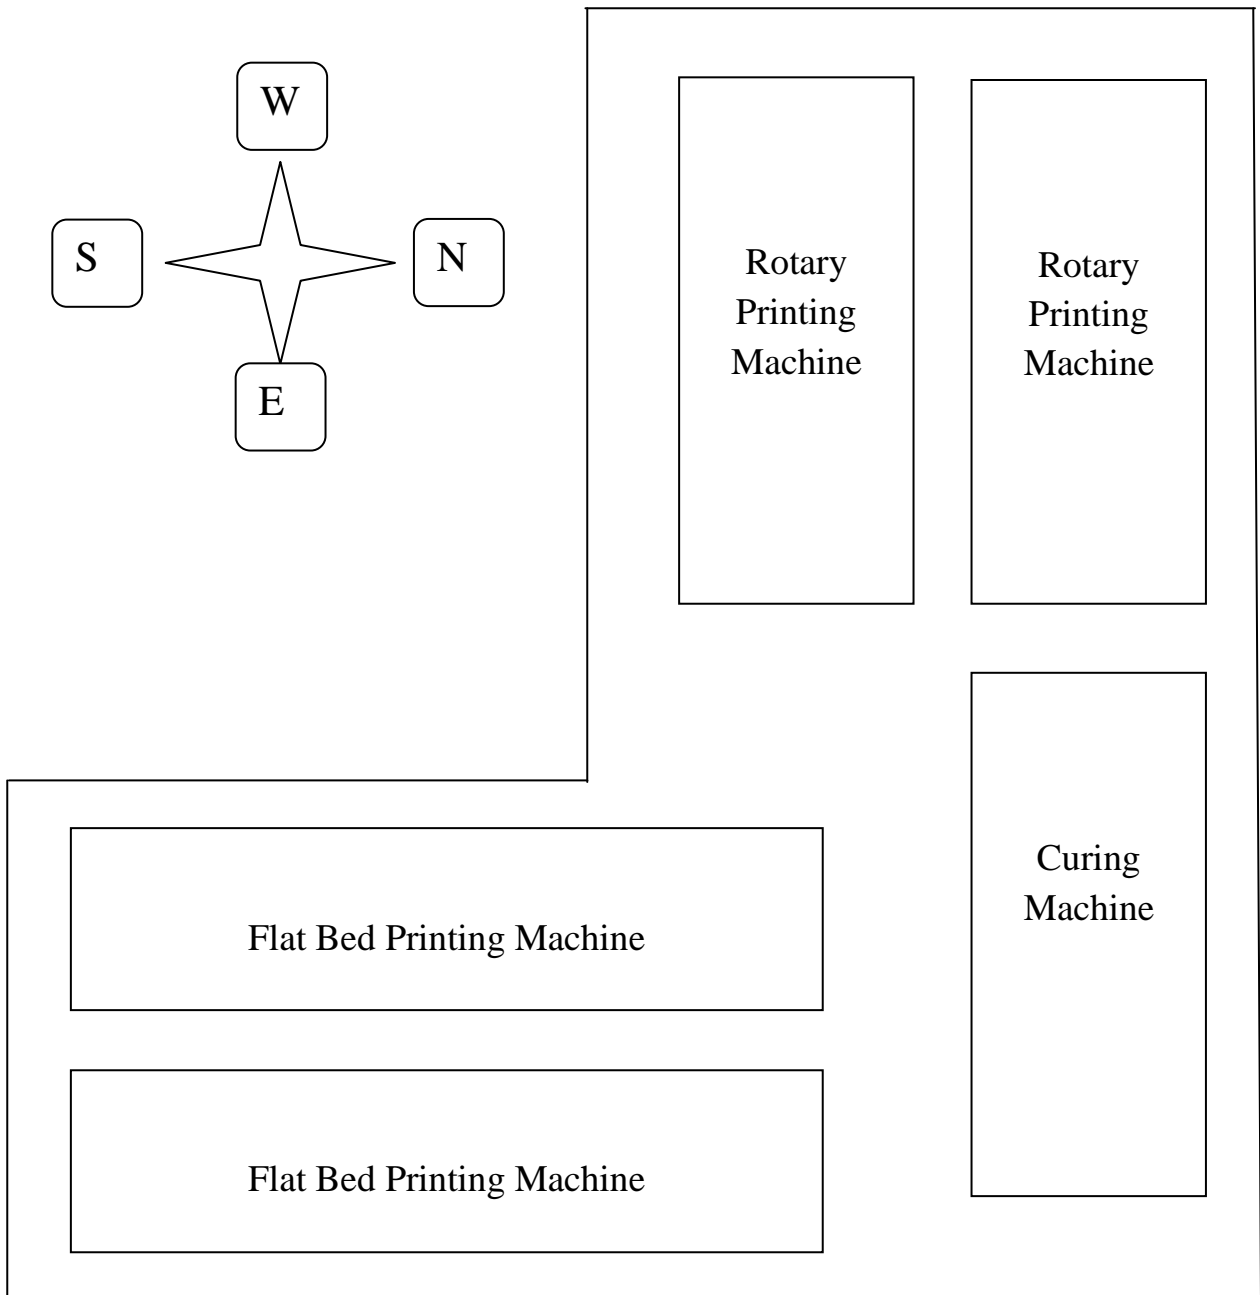 W
S
N
E
Rotary
Printing
Machine
Rotary
Printing
Machine
Curing
Machine
Flat Bed Printing Machine
Flat Bed Printing Machine